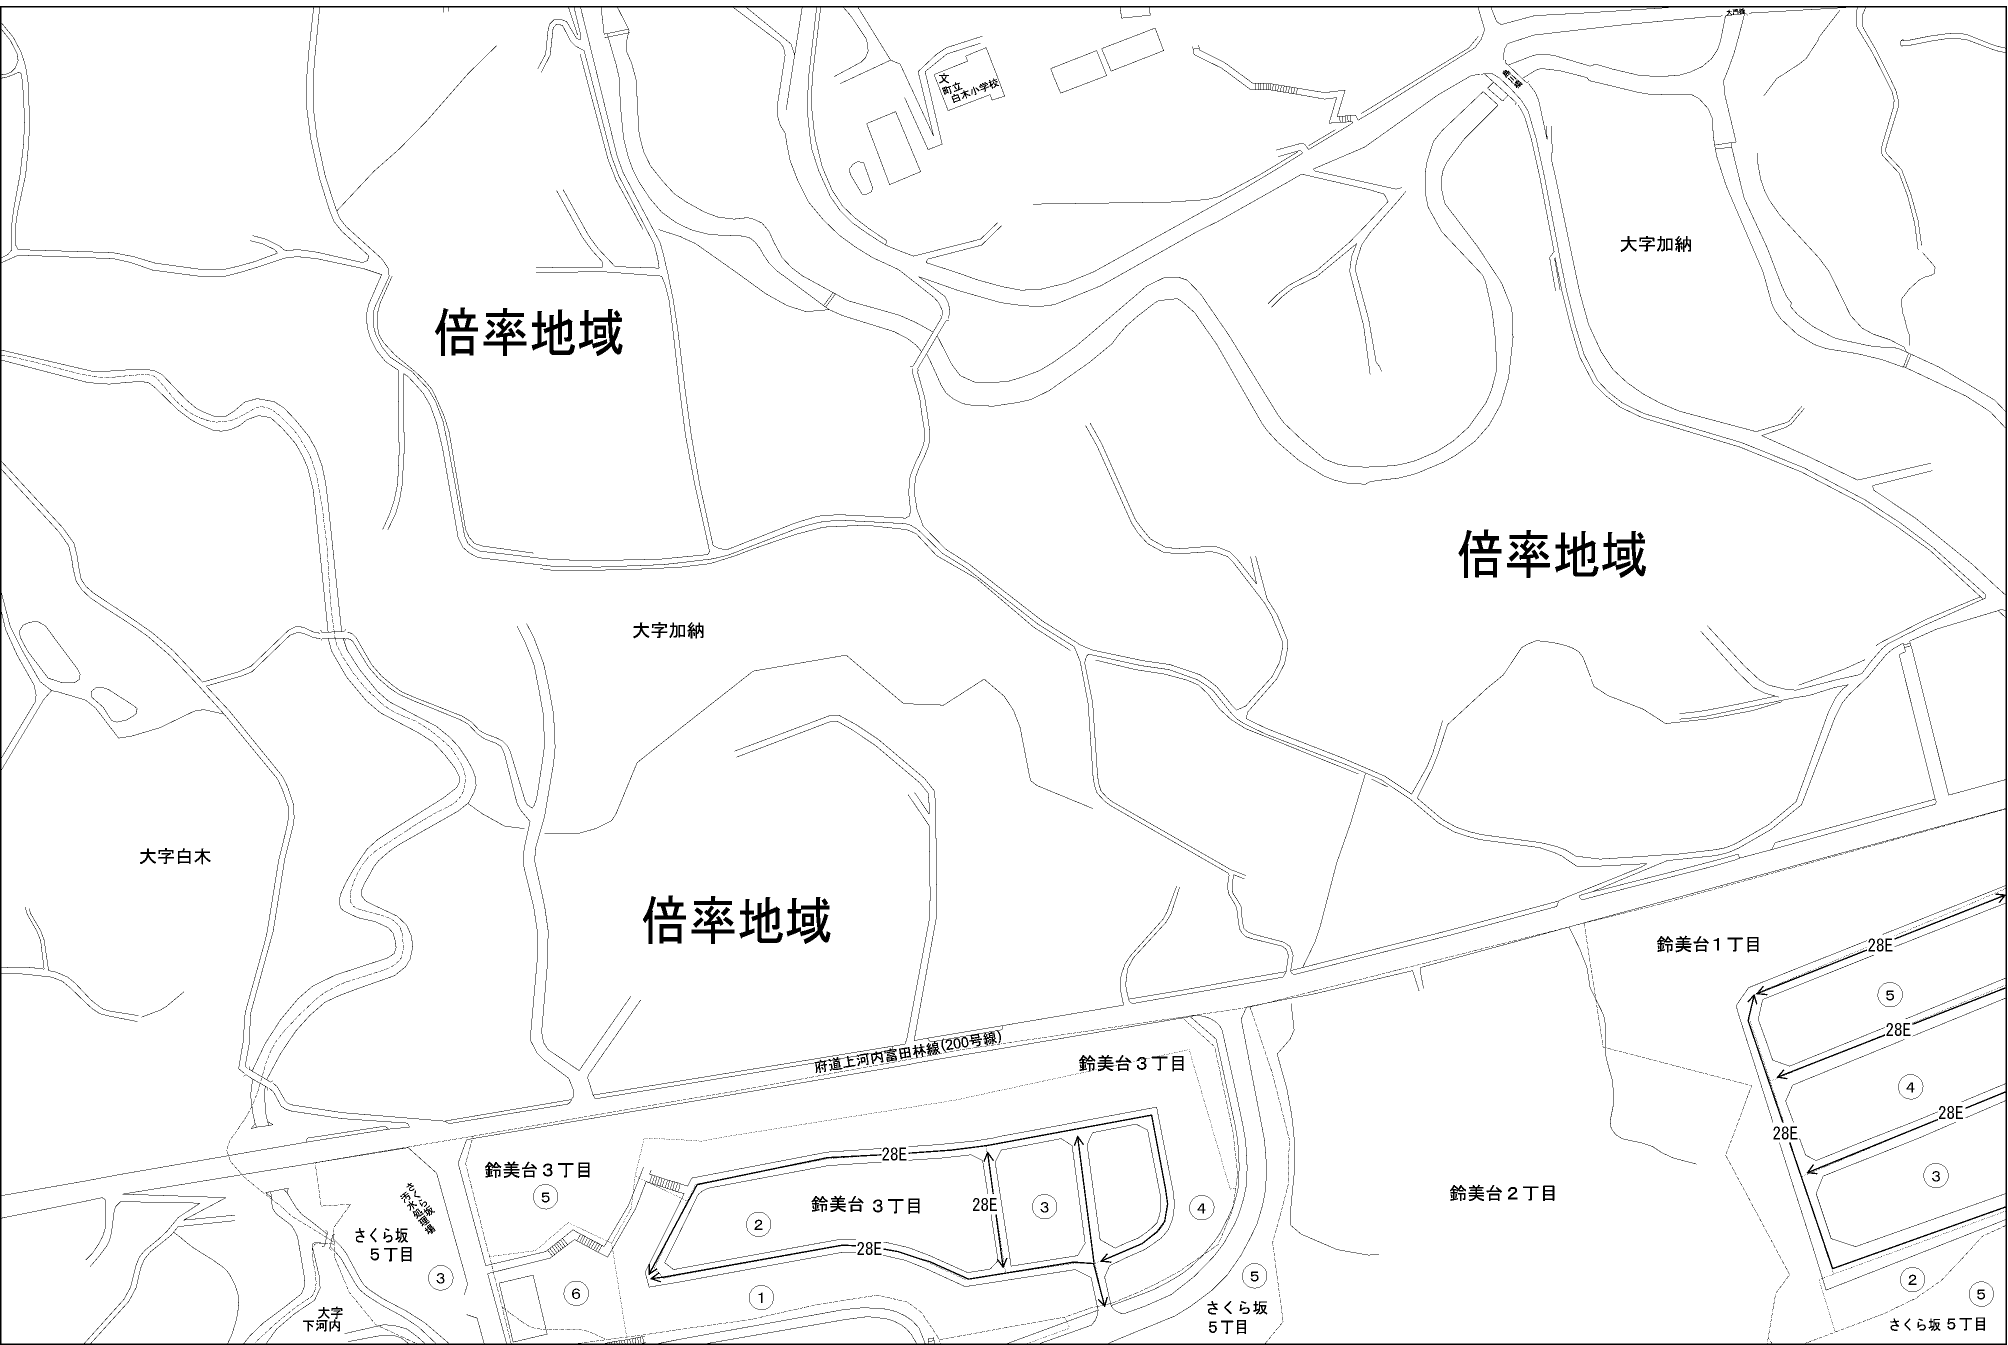 大門橋
文
町立
白木小学校
大字加納
倍率地域
倍率地域
大字加納
大字白木
倍率地域
鈴美台1丁目
28E
5
28E
府道上河内富田林線(200号線)
鈴美台3丁目
4
28E
28E
28E
鈴美台3丁目
5
3
さくら坂
汚水処理場
鈴美台 3丁目
28E
3
4
鈴美台2丁目
2
さくら坂
5丁目
28E
3
6
1
5
2
5
大字
下河内
さくら坂
5丁目
さくら坂 5丁目